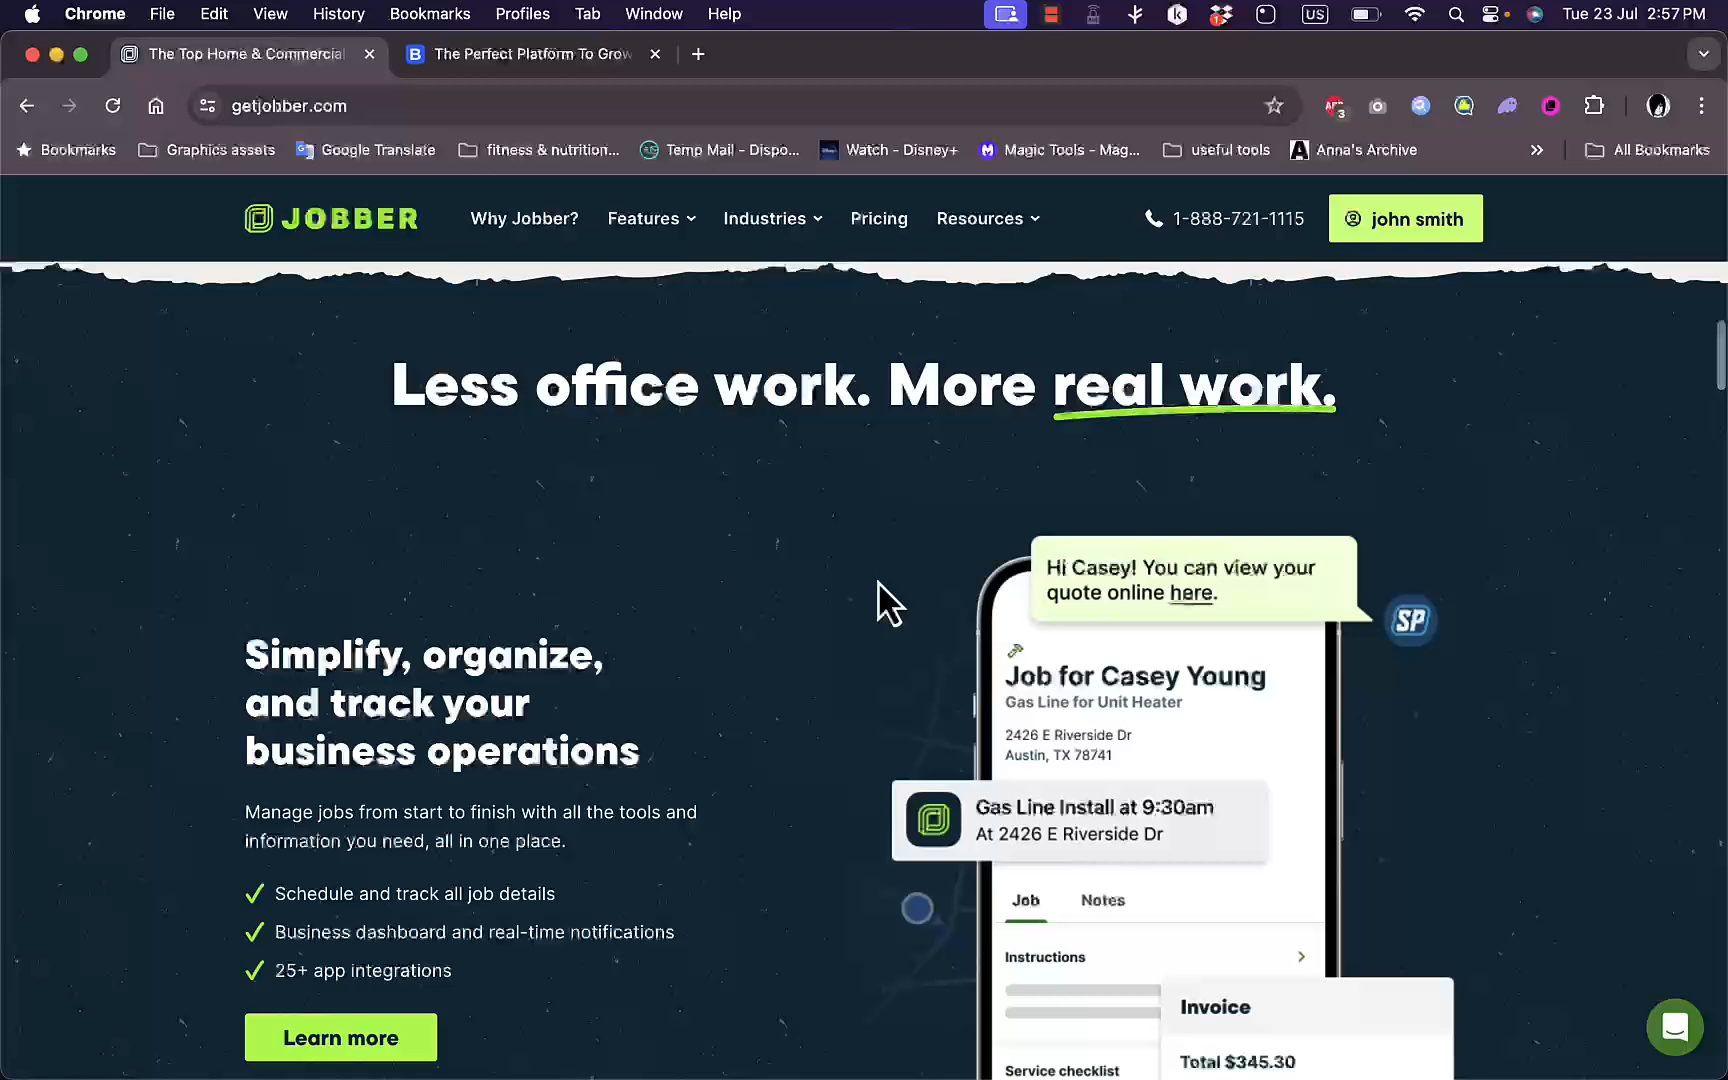 Chrome File Edit View History Bookmarks Profiles Tab Window Help US Tue 23 Jul 2:57 PM
The Top Home & Commercial The Perfect Platform To Grow
getjobber.com
Bookmarks Graphics assets Google Translate fitness & nutrition... Temp Mail - Dispo... Watch - Disney+ Magic Tools - Mag... useful tools Anna's Archive All Bookmarks
JOBBER Why Jobber? Features Industries Pricing Resources 1-888-721-1115 john smith
Less office work. More real work.
Hi Casey! You can view your
quote online here.
SP
Job for Casey Young
Gas Line for Unit Heater
2426 E Riverside Dr
Austin, TX 78741
Gas Line Install at 9:30am
At 2426 E Riverside Dr
Job Notes
Instructions
Invoice
Total $345.30
Service checklist
Simplify, organize,
and track your
business operations
Manage jobs from start to finish with all the tools and
information you need, all in one place.
Schedule and track all job details
Business dashboard and real-time notifications
25+ app integrations
Learn more